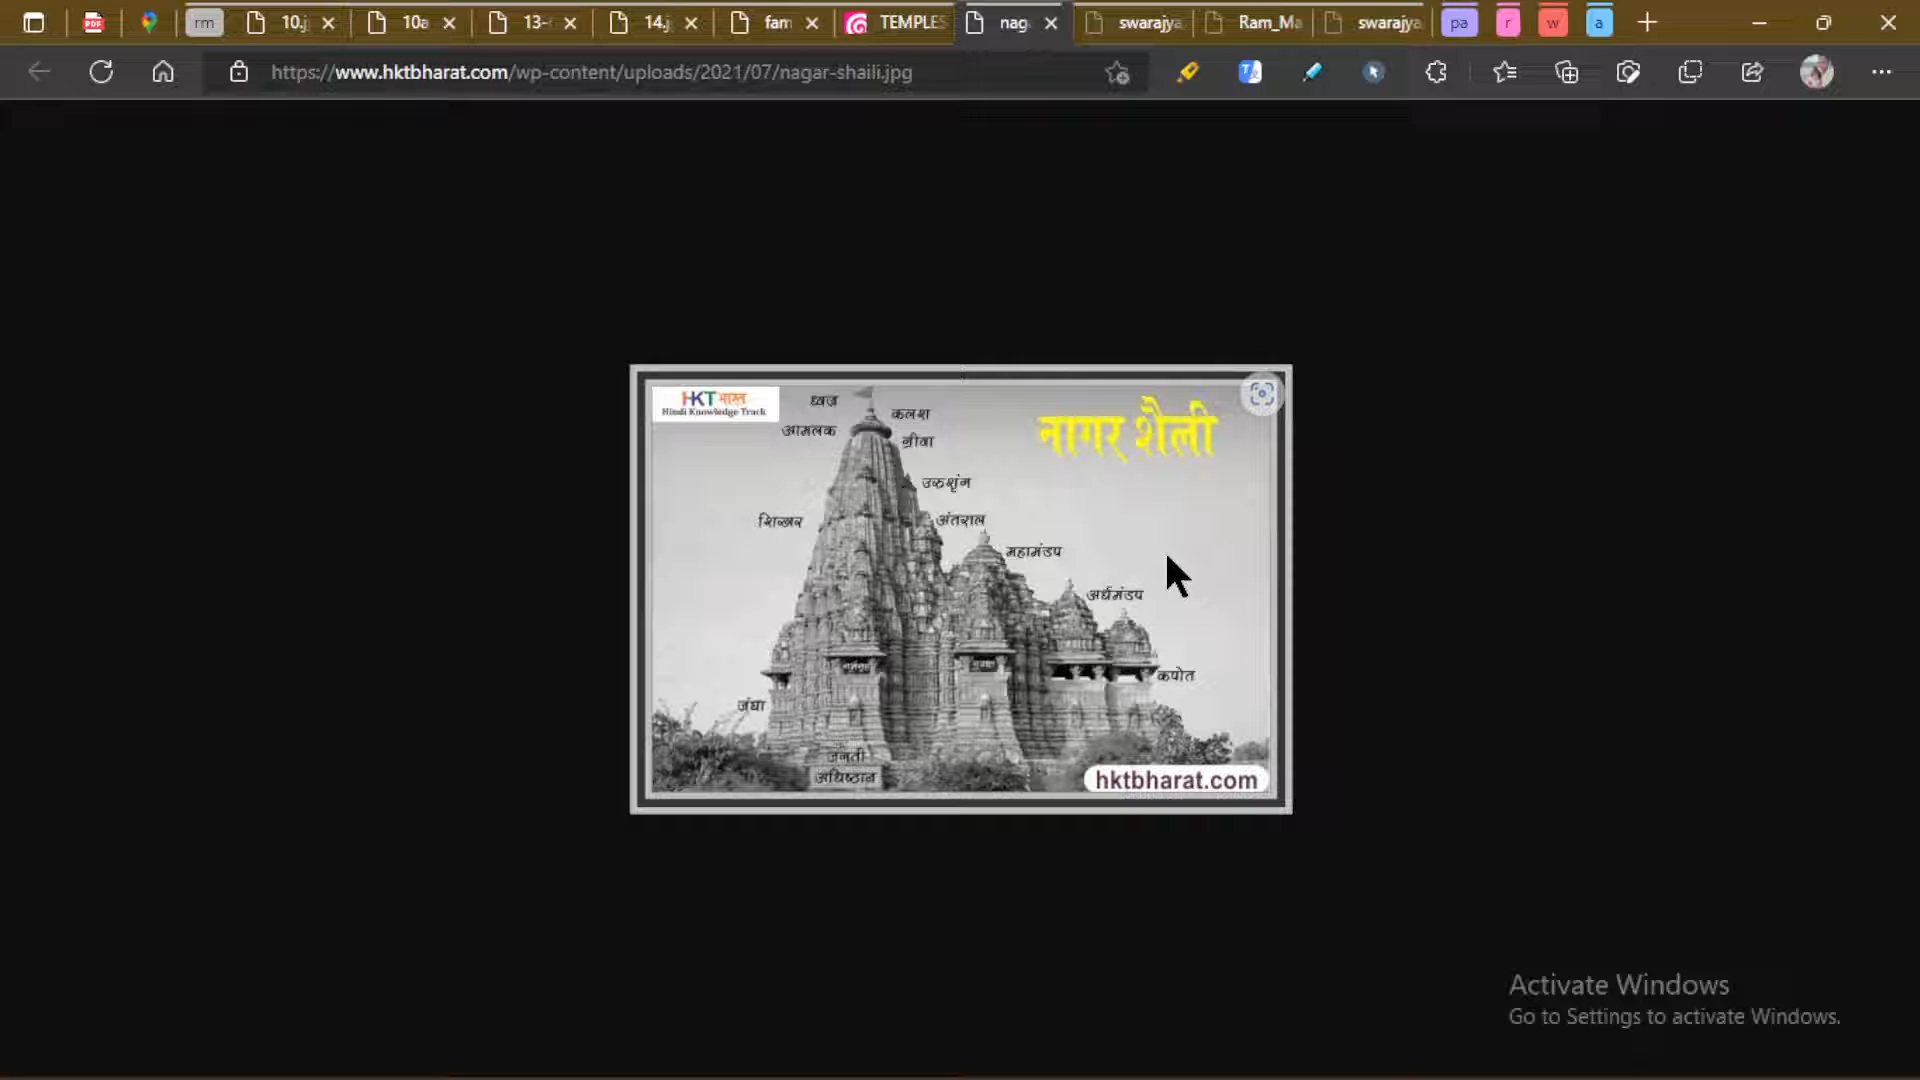 rm
10.j
10a
13-
14.j
fam
TEMPLES
nag
swarajya
Ram_Ma
swarajya
pa
r
w
a
https://www.hktbharat.com/wp-content/uploads/2021/07/nagar-shaili.jpg
HKT भारत
Hindi Knowledge Track
ध्वज
कलश
आमलक
ग्रीवा
नागर शैली
उरुशृंग
शिखर
अंतराल
महामंडप
अर्धमंडप
कपोत
जंघा
जगती
अधिष्ठान
hktbharat.com
Activate Windows
Go to Settings to activate Windows.